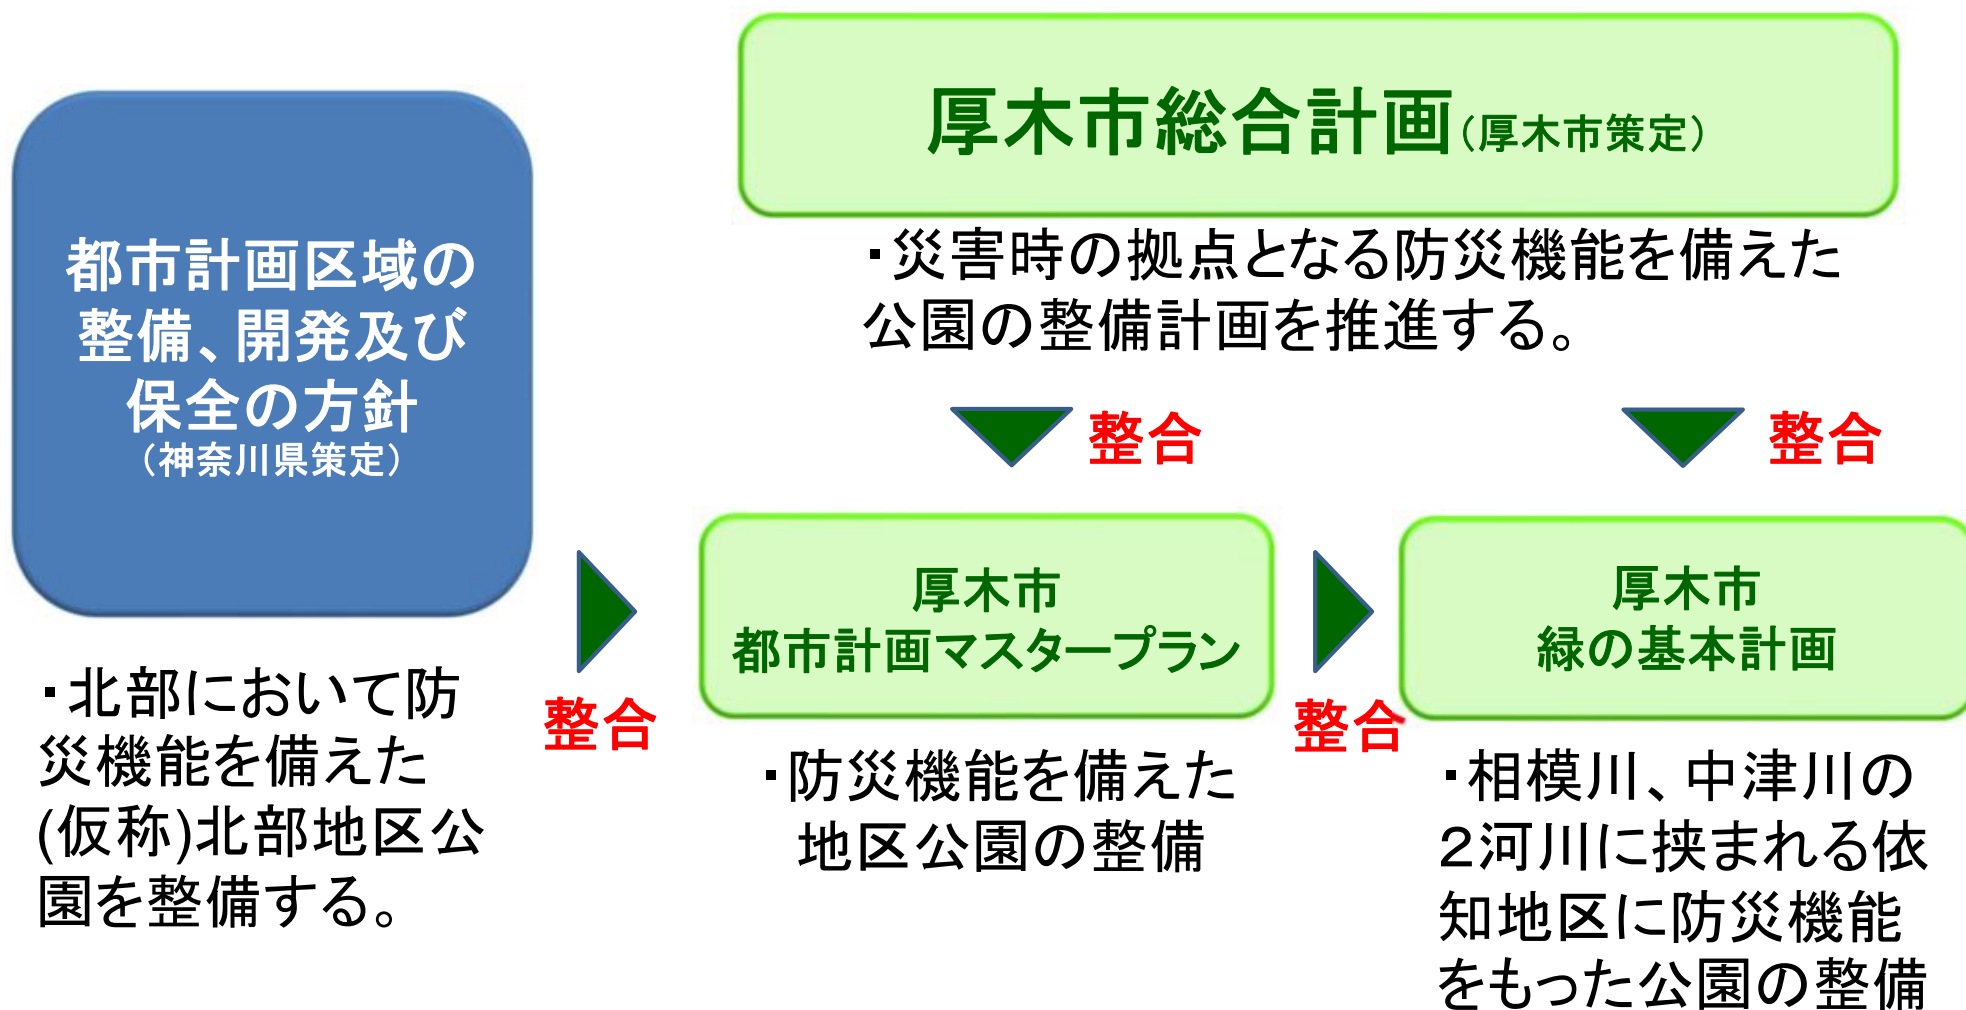 厚木市総合計画(厚木市策定)
・災害時の拠点となる防災機能を備えた
公園の整備計画を推進する。
都市計画区域の
整備、開発及び
保全の方針
(神奈川県策定)
・北部において防
災機能を備えた
(仮称)北部地区公
園を整備する。
整合
整合
整合
厚木市
都市計画マスタープラン
・防災機能を備えた
地区公園の整備
整合
厚木市
緑の基本計画
・相模川、中津川の
2河川に挟まれる依
知地区に防災機能
をもった公園の整備